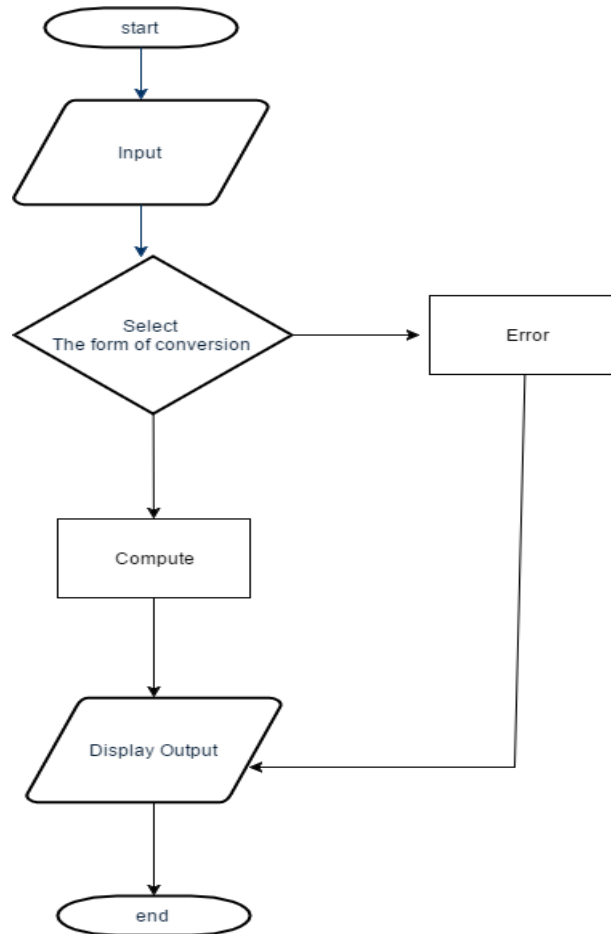 start
Input
Select
The form of conversion
Error
Compute
Display Output
end